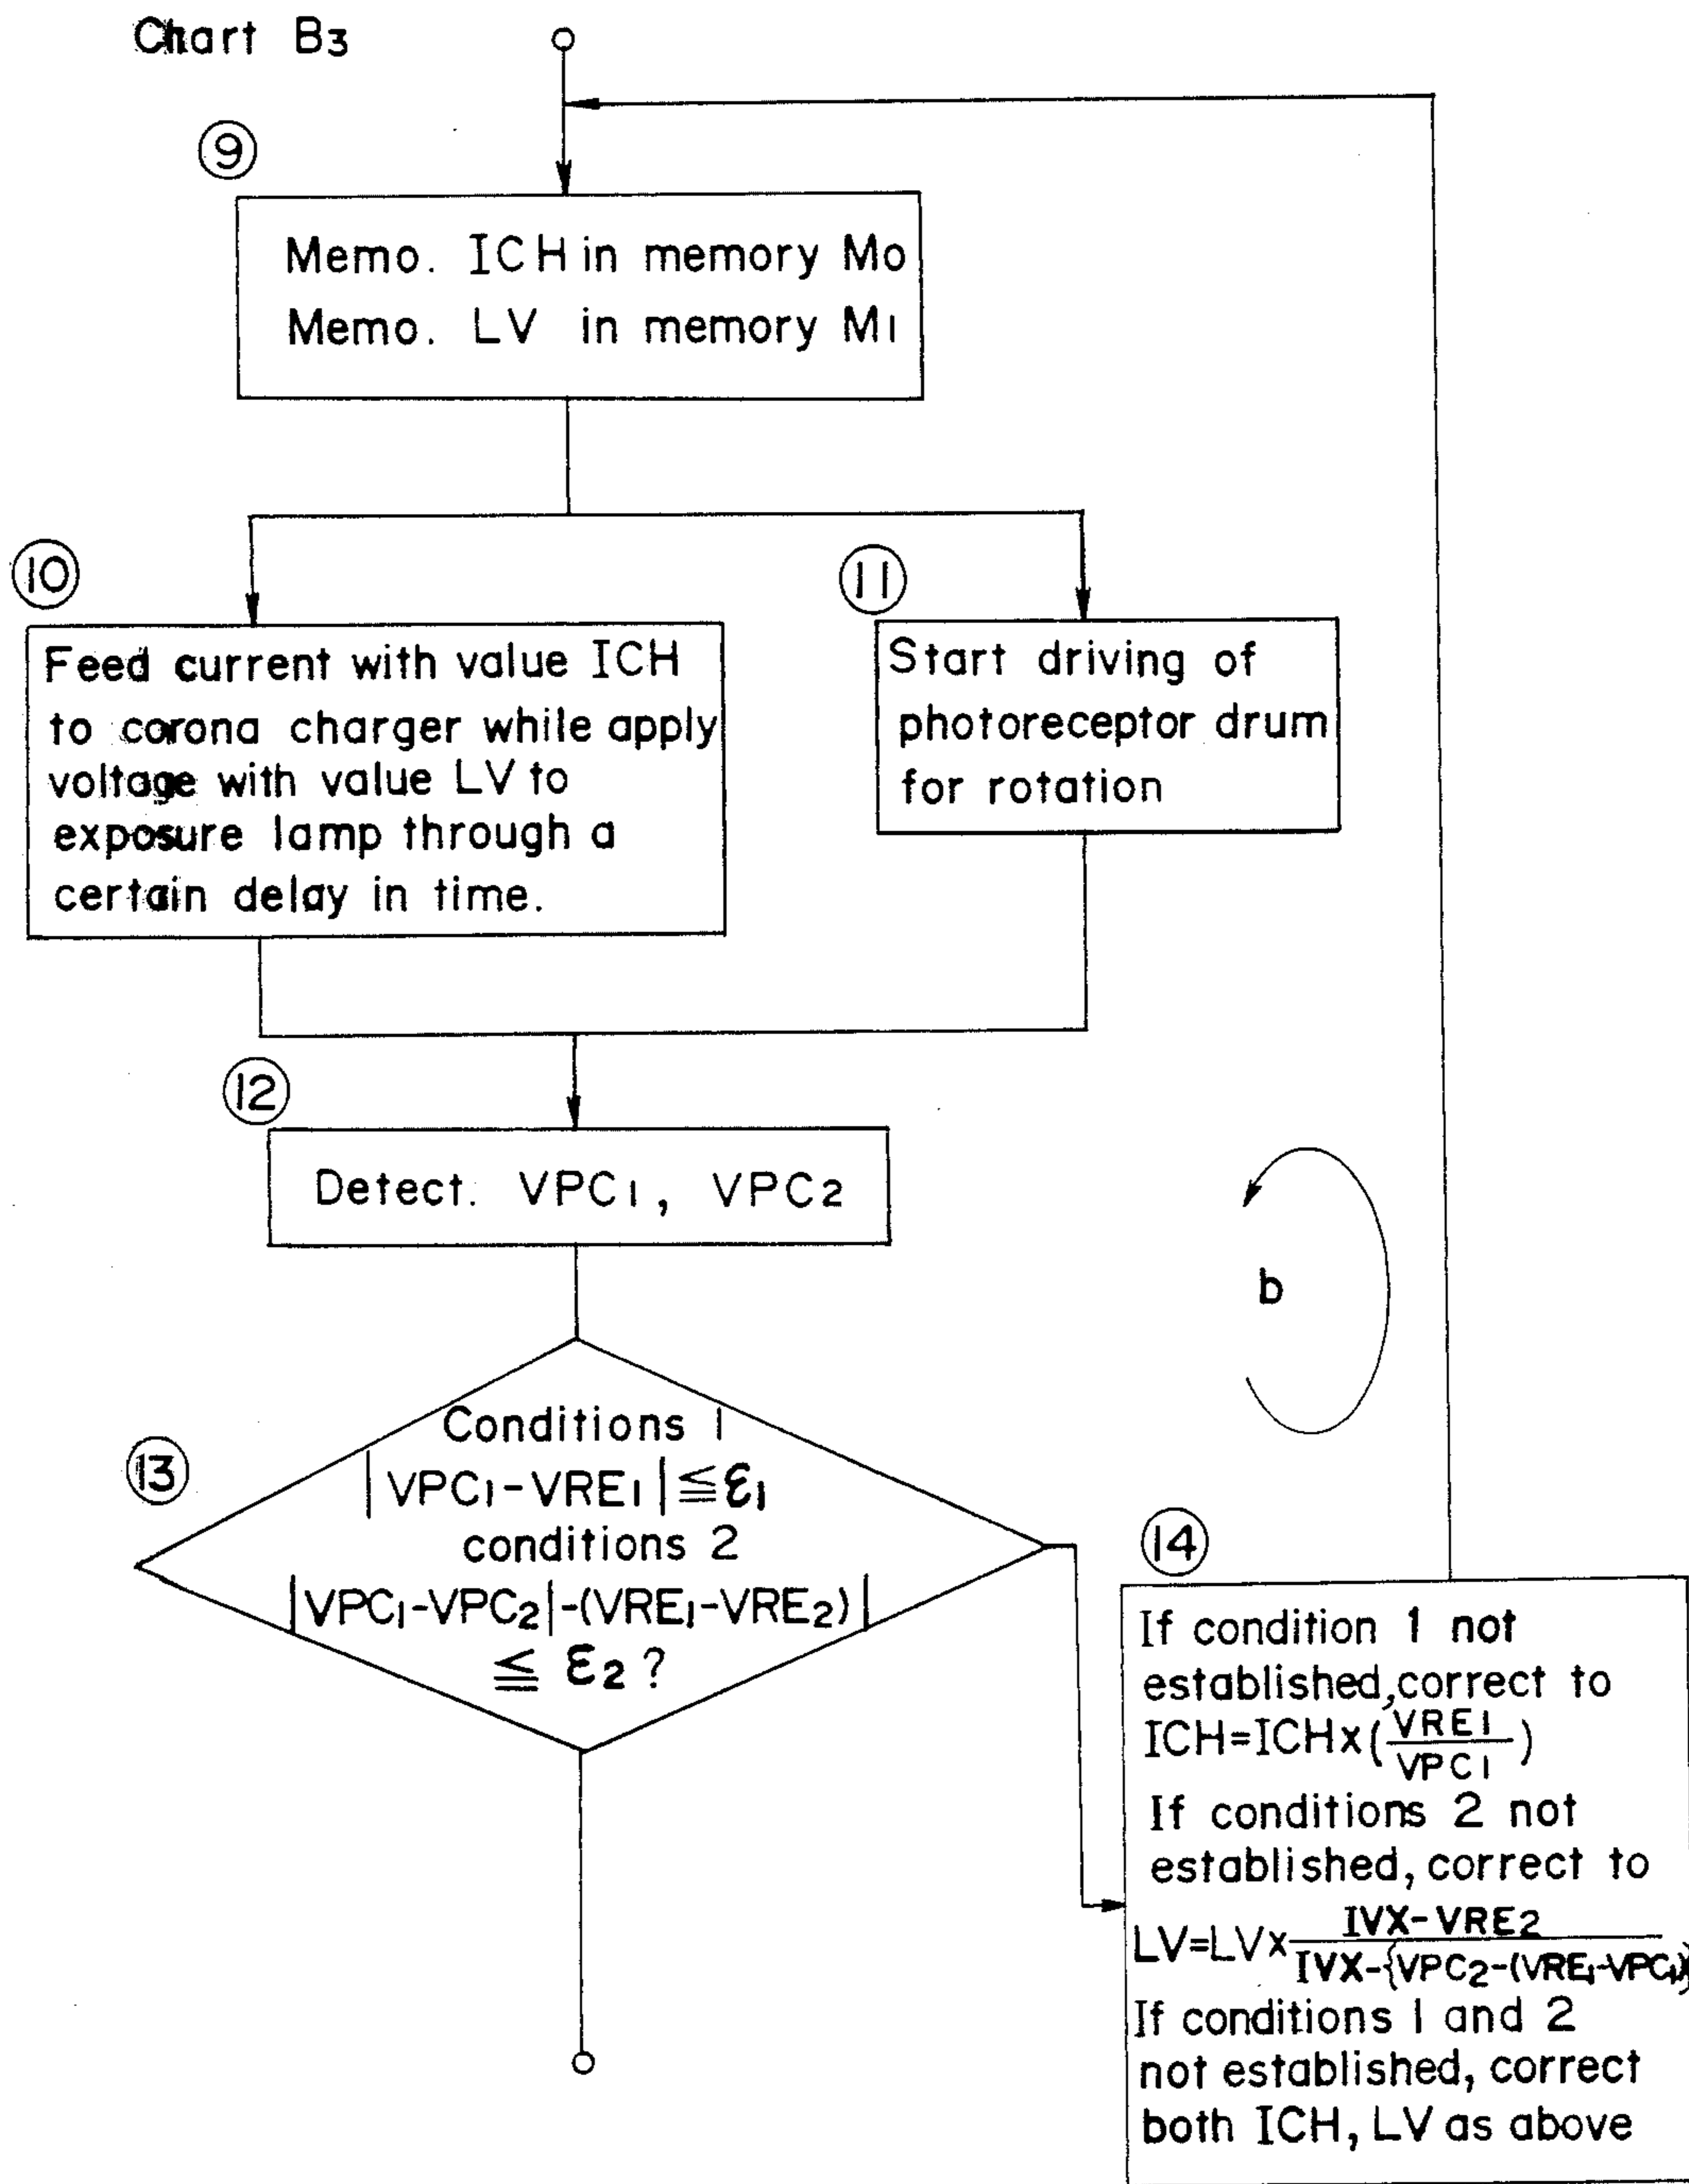 Chart B3
9
Memo. ICH in memory M0
Memo. LV in memory M1
10
Feed current with value ICH
to corona charger while apply
voltage with value LV to
exposure lamp through a
certain delay in time.
11
Start driving of
photoreceptor drum
for rotation
12
Detect. VPC1, VPC2
b
13
Conditions 1
|VPC1-VRE1|≦ε1
conditions 2
|VPC1-VPC2|-(VRE1-VRE2)|
≦ ε2?
14
If condition 1 not
established, correct to
ICH=ICHx(VRE1/VPC1)
If conditions 2 not
established, correct to
LV=LVx IVX-VRE2/IVX-{VPC2-(VRE1-VPC1)}
If conditions 1 and 2
not established, correct
both ICH, LV as above